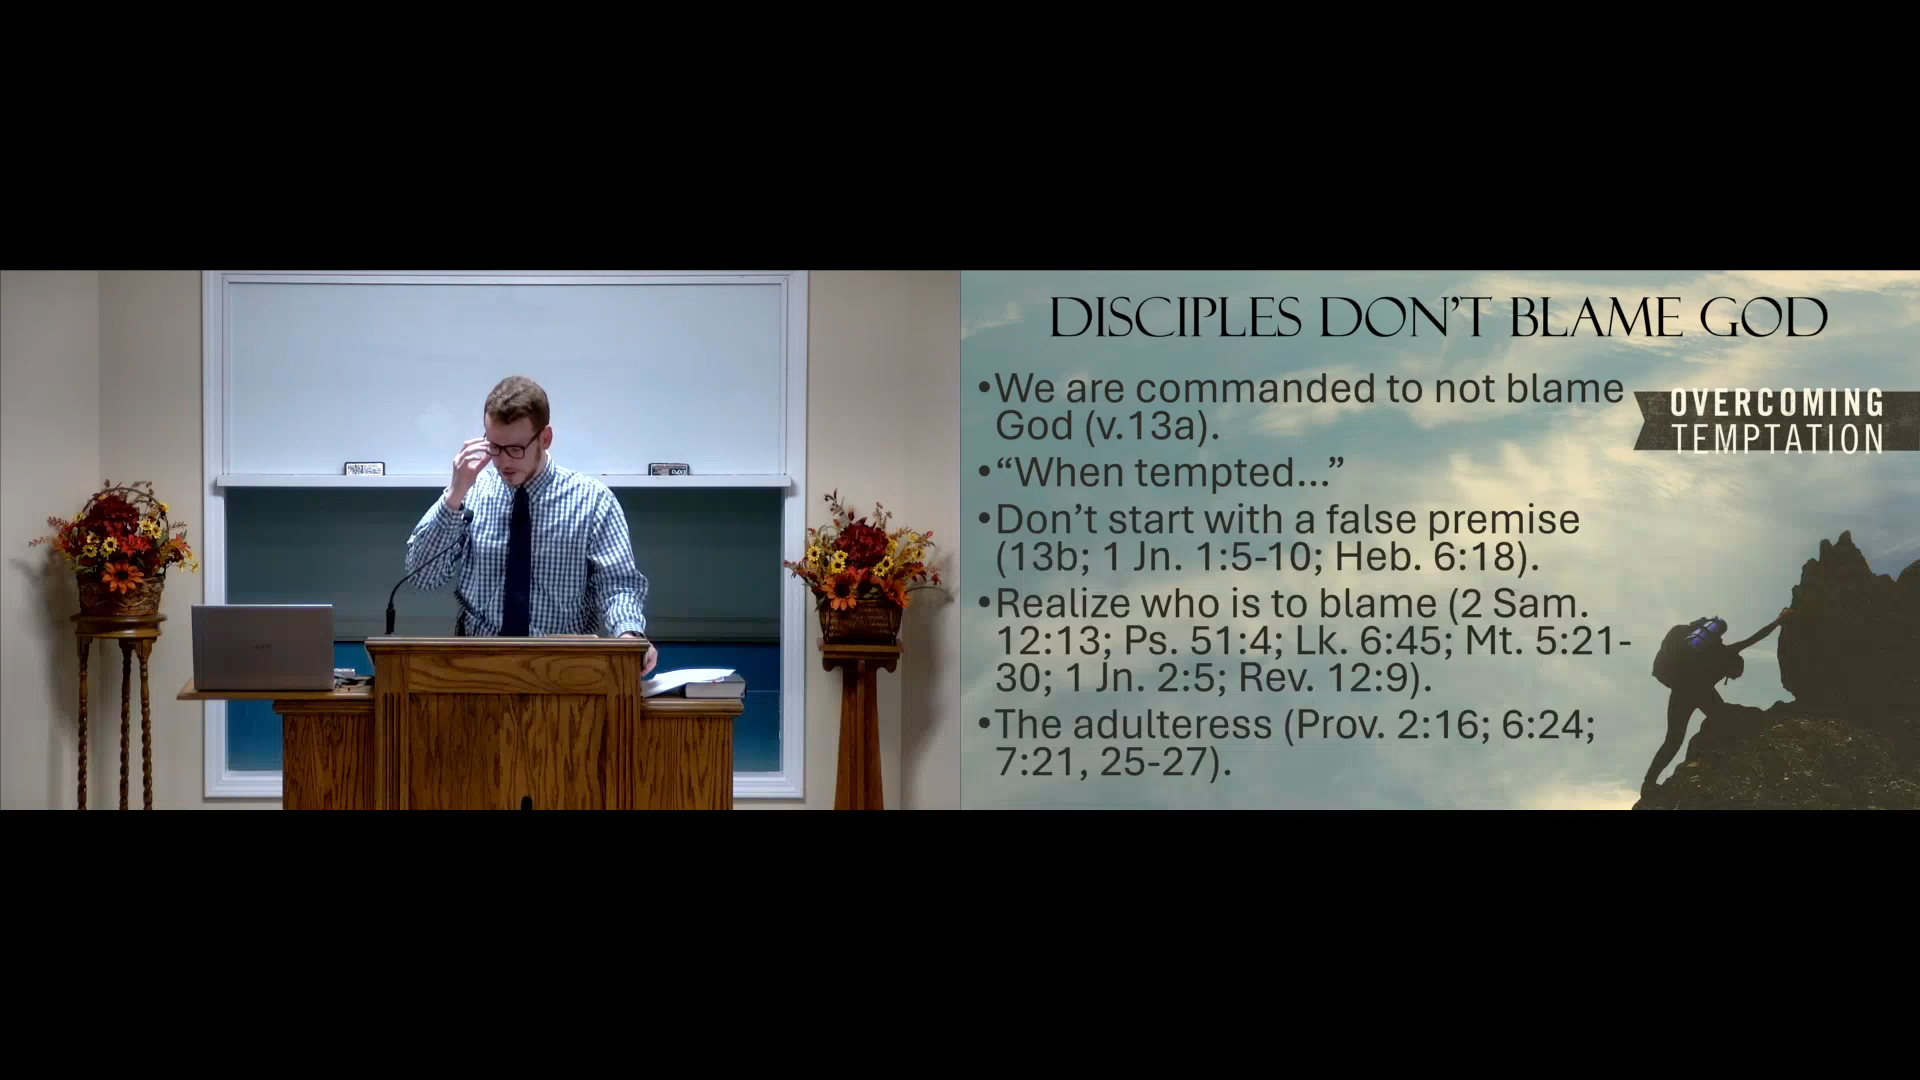 DISCIPLES DON'T BLAME GOD
•We are commanded to not blame
God (v.13a).
•“When tempted...”
•Don’t start with a false premise
(13b; 1 Jn. 1:5-10; Heb. 6:18).
•Realize who is to blame (2 Sam.
12:13; Ps. 51:4; Lk. 6:45; Mt. 5:21-
30; 1 Jn. 2:5; Rev. 12:9).
•The adulteress (Prov. 2:16; 6:24;
7:21, 25-27).
OVERCOMING
TEMPTATION